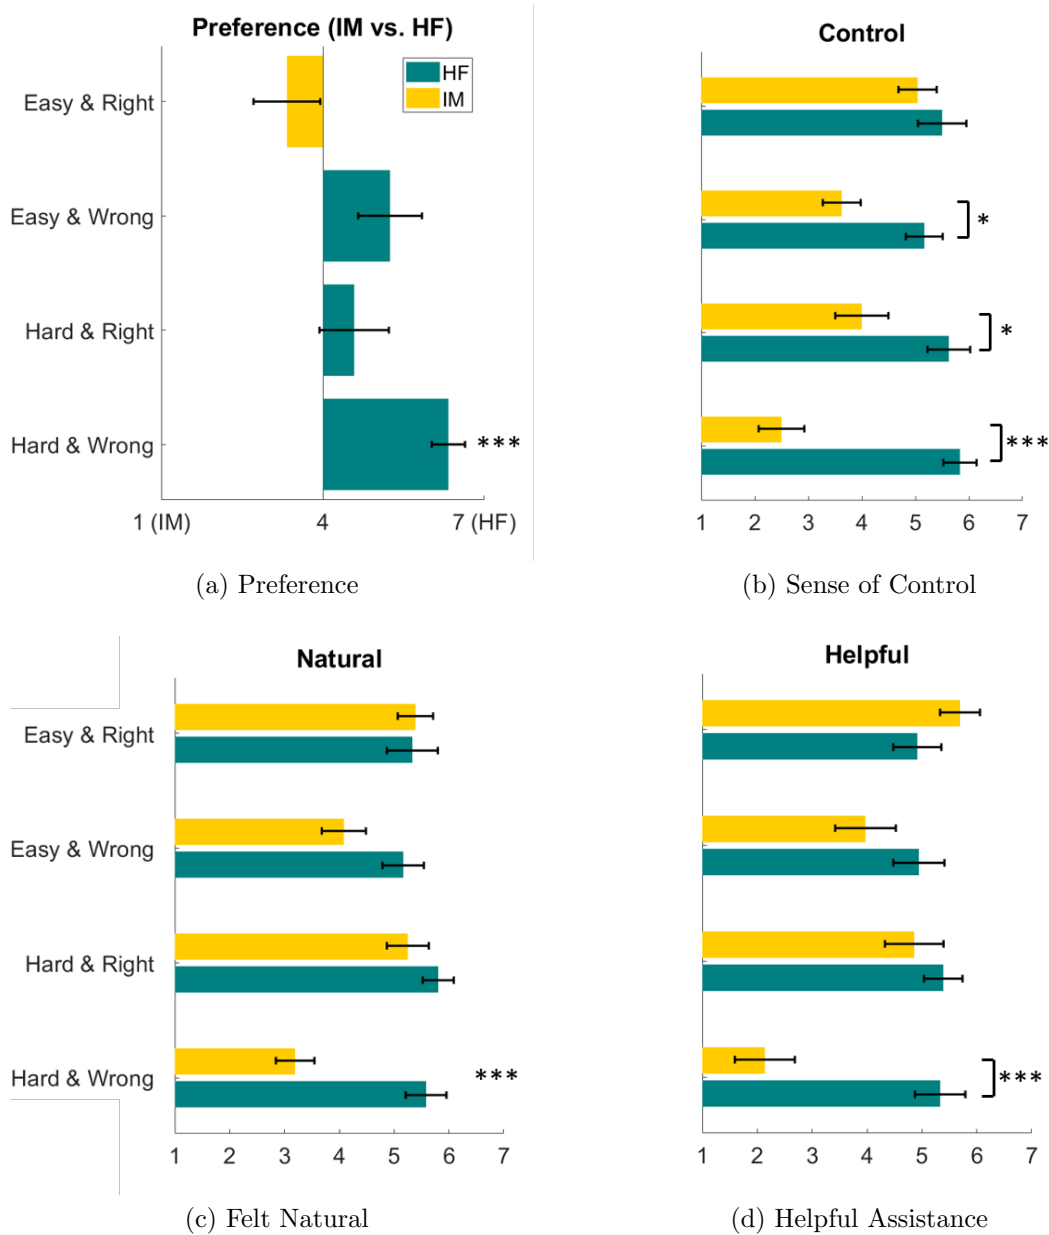 Preference (IM vs. HF)
HF
IM
Easy & Right
Easy & Wrong
Hard & Right
Hard & Wrong
***
1 (IM) 4 7 (HF)
(a) Preference
Control
*
*
***
1 2 3 4 5 6 7
(b) Sense of Control
Natural
Easy & Right
Easy & Wrong
Hard & Right
Hard & Wrong
***
1 2 3 4 5 6 7
(c) Felt Natural
Helpful
***
1 2 3 4 5 6 7
(d) Helpful Assistance